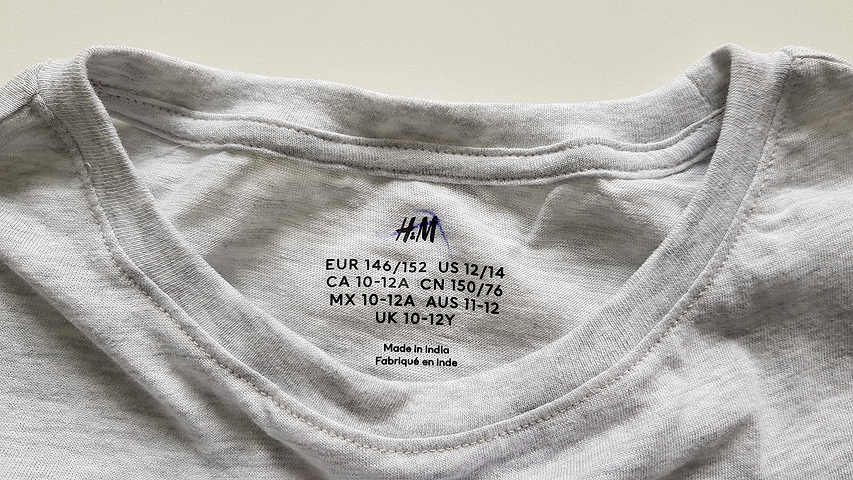 H&M
EUR 146/152 US 12/14
CA 10-12A CN 150/76
MX 10-12A AUS 11-12
UK 10-12Y
Made in India
Fabriqué en Inde